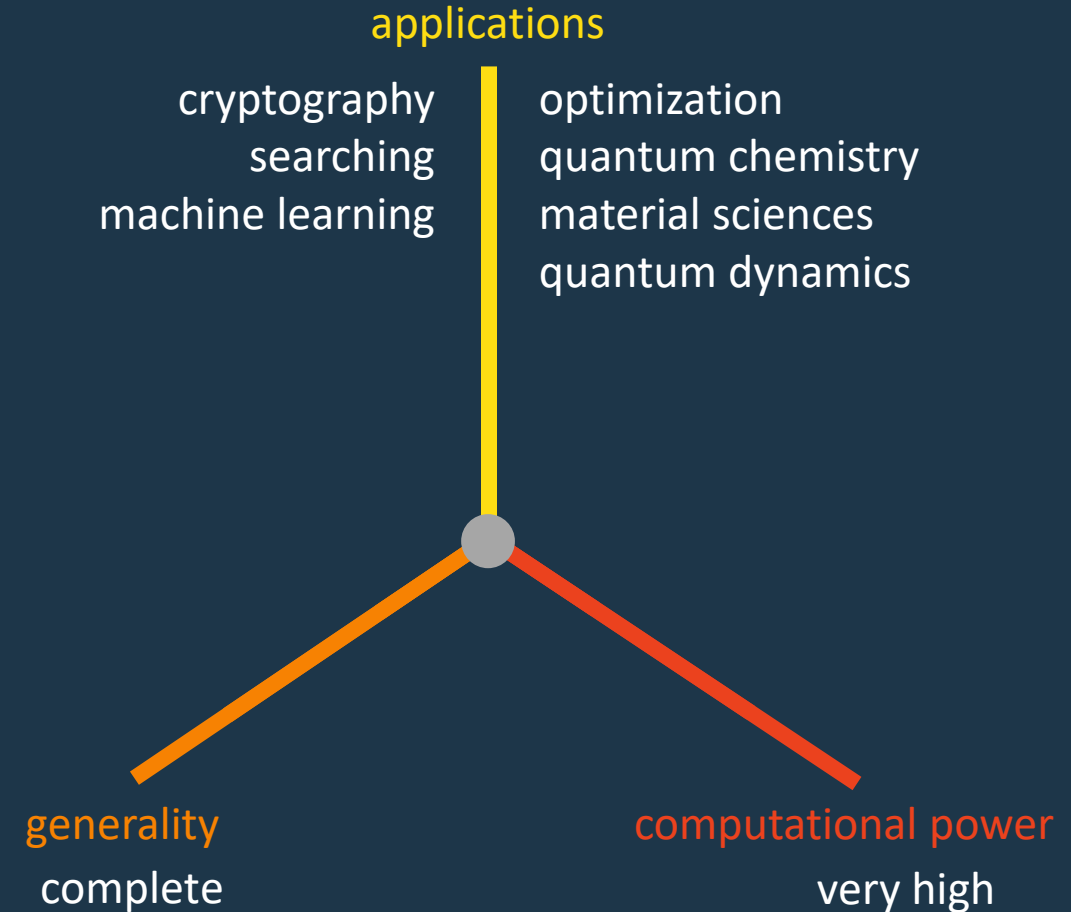 applications
cryptography
searching
machine learning
optimization
quantum chemistry
material sciences
quantum dynamics
generality
complete
computational power
very high